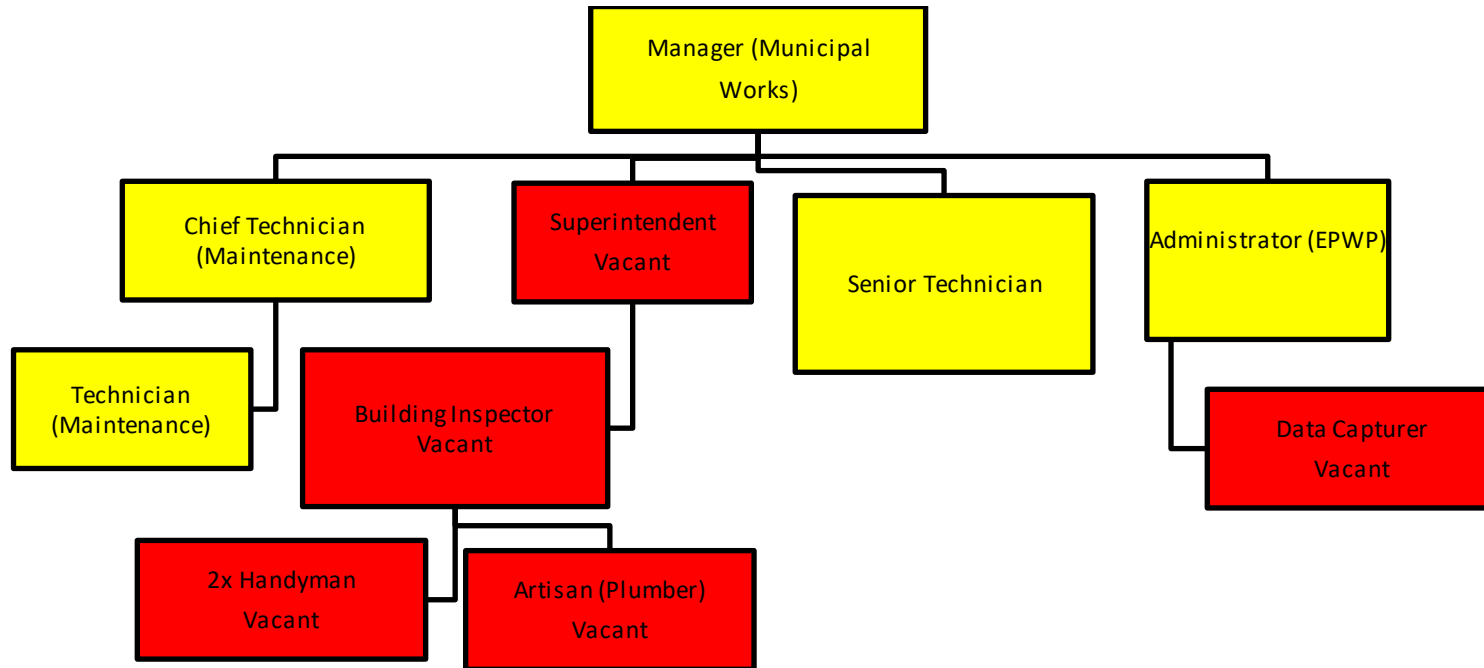 Manager (Municipal
Works)
Chief Technician
(Maintenance)
Superintendent
Vacant
Senior Technician
Administrator (EPWP)
Technician
(Maintenance)
Building Inspector
Vacant
Data Capturer
Vacant
2x Handyman
Vacant
Artisan (Plumber)
Vacant